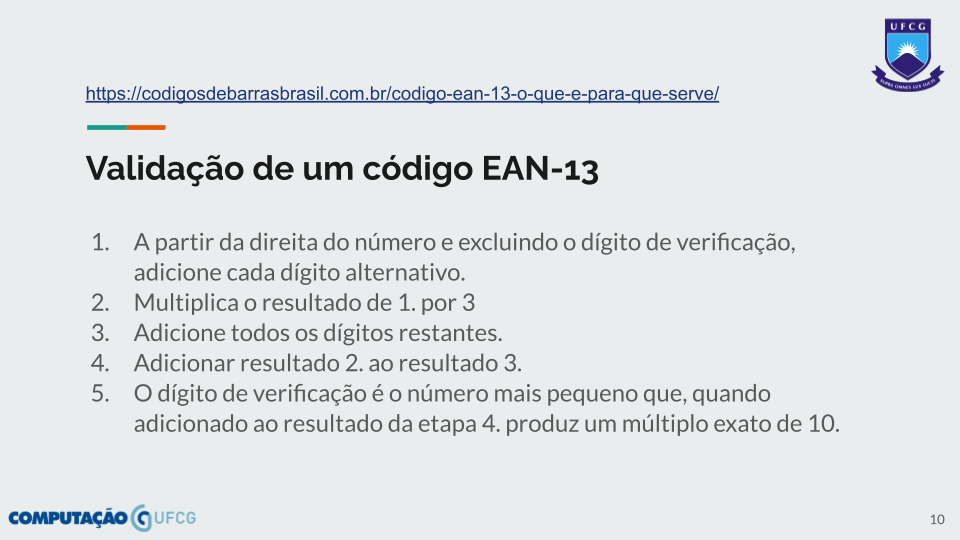 UFCG
https://codigosdebarrasbrasil.com.br/codigo-ean-13-o-que-e-para-que-serve/
Validação de um código EAN-13
1. A partir da direita do número e excluindo o dígito de verificação,
adicione cada dígito alternativo.
2. Multiplica o resultado de 1. por 3
3. Adicione todos os dígitos restantes.
4. Adicionar resultado 2. ao resultado 3.
5. O dígito de verificação é o número mais pequeno que, quando
adicionado ao resultado da etapa 4. produz um múltiplo exato de 10.
COMPUTAÇÃO UFCG
10